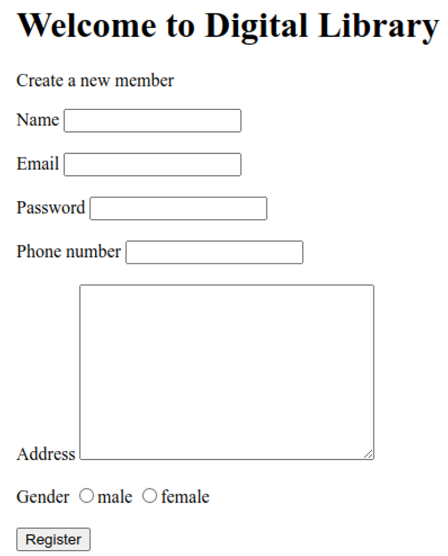 Welcome to Digital Library
Create a new member
Name
Email
Password
Phone number
Address
Gender male female
Register